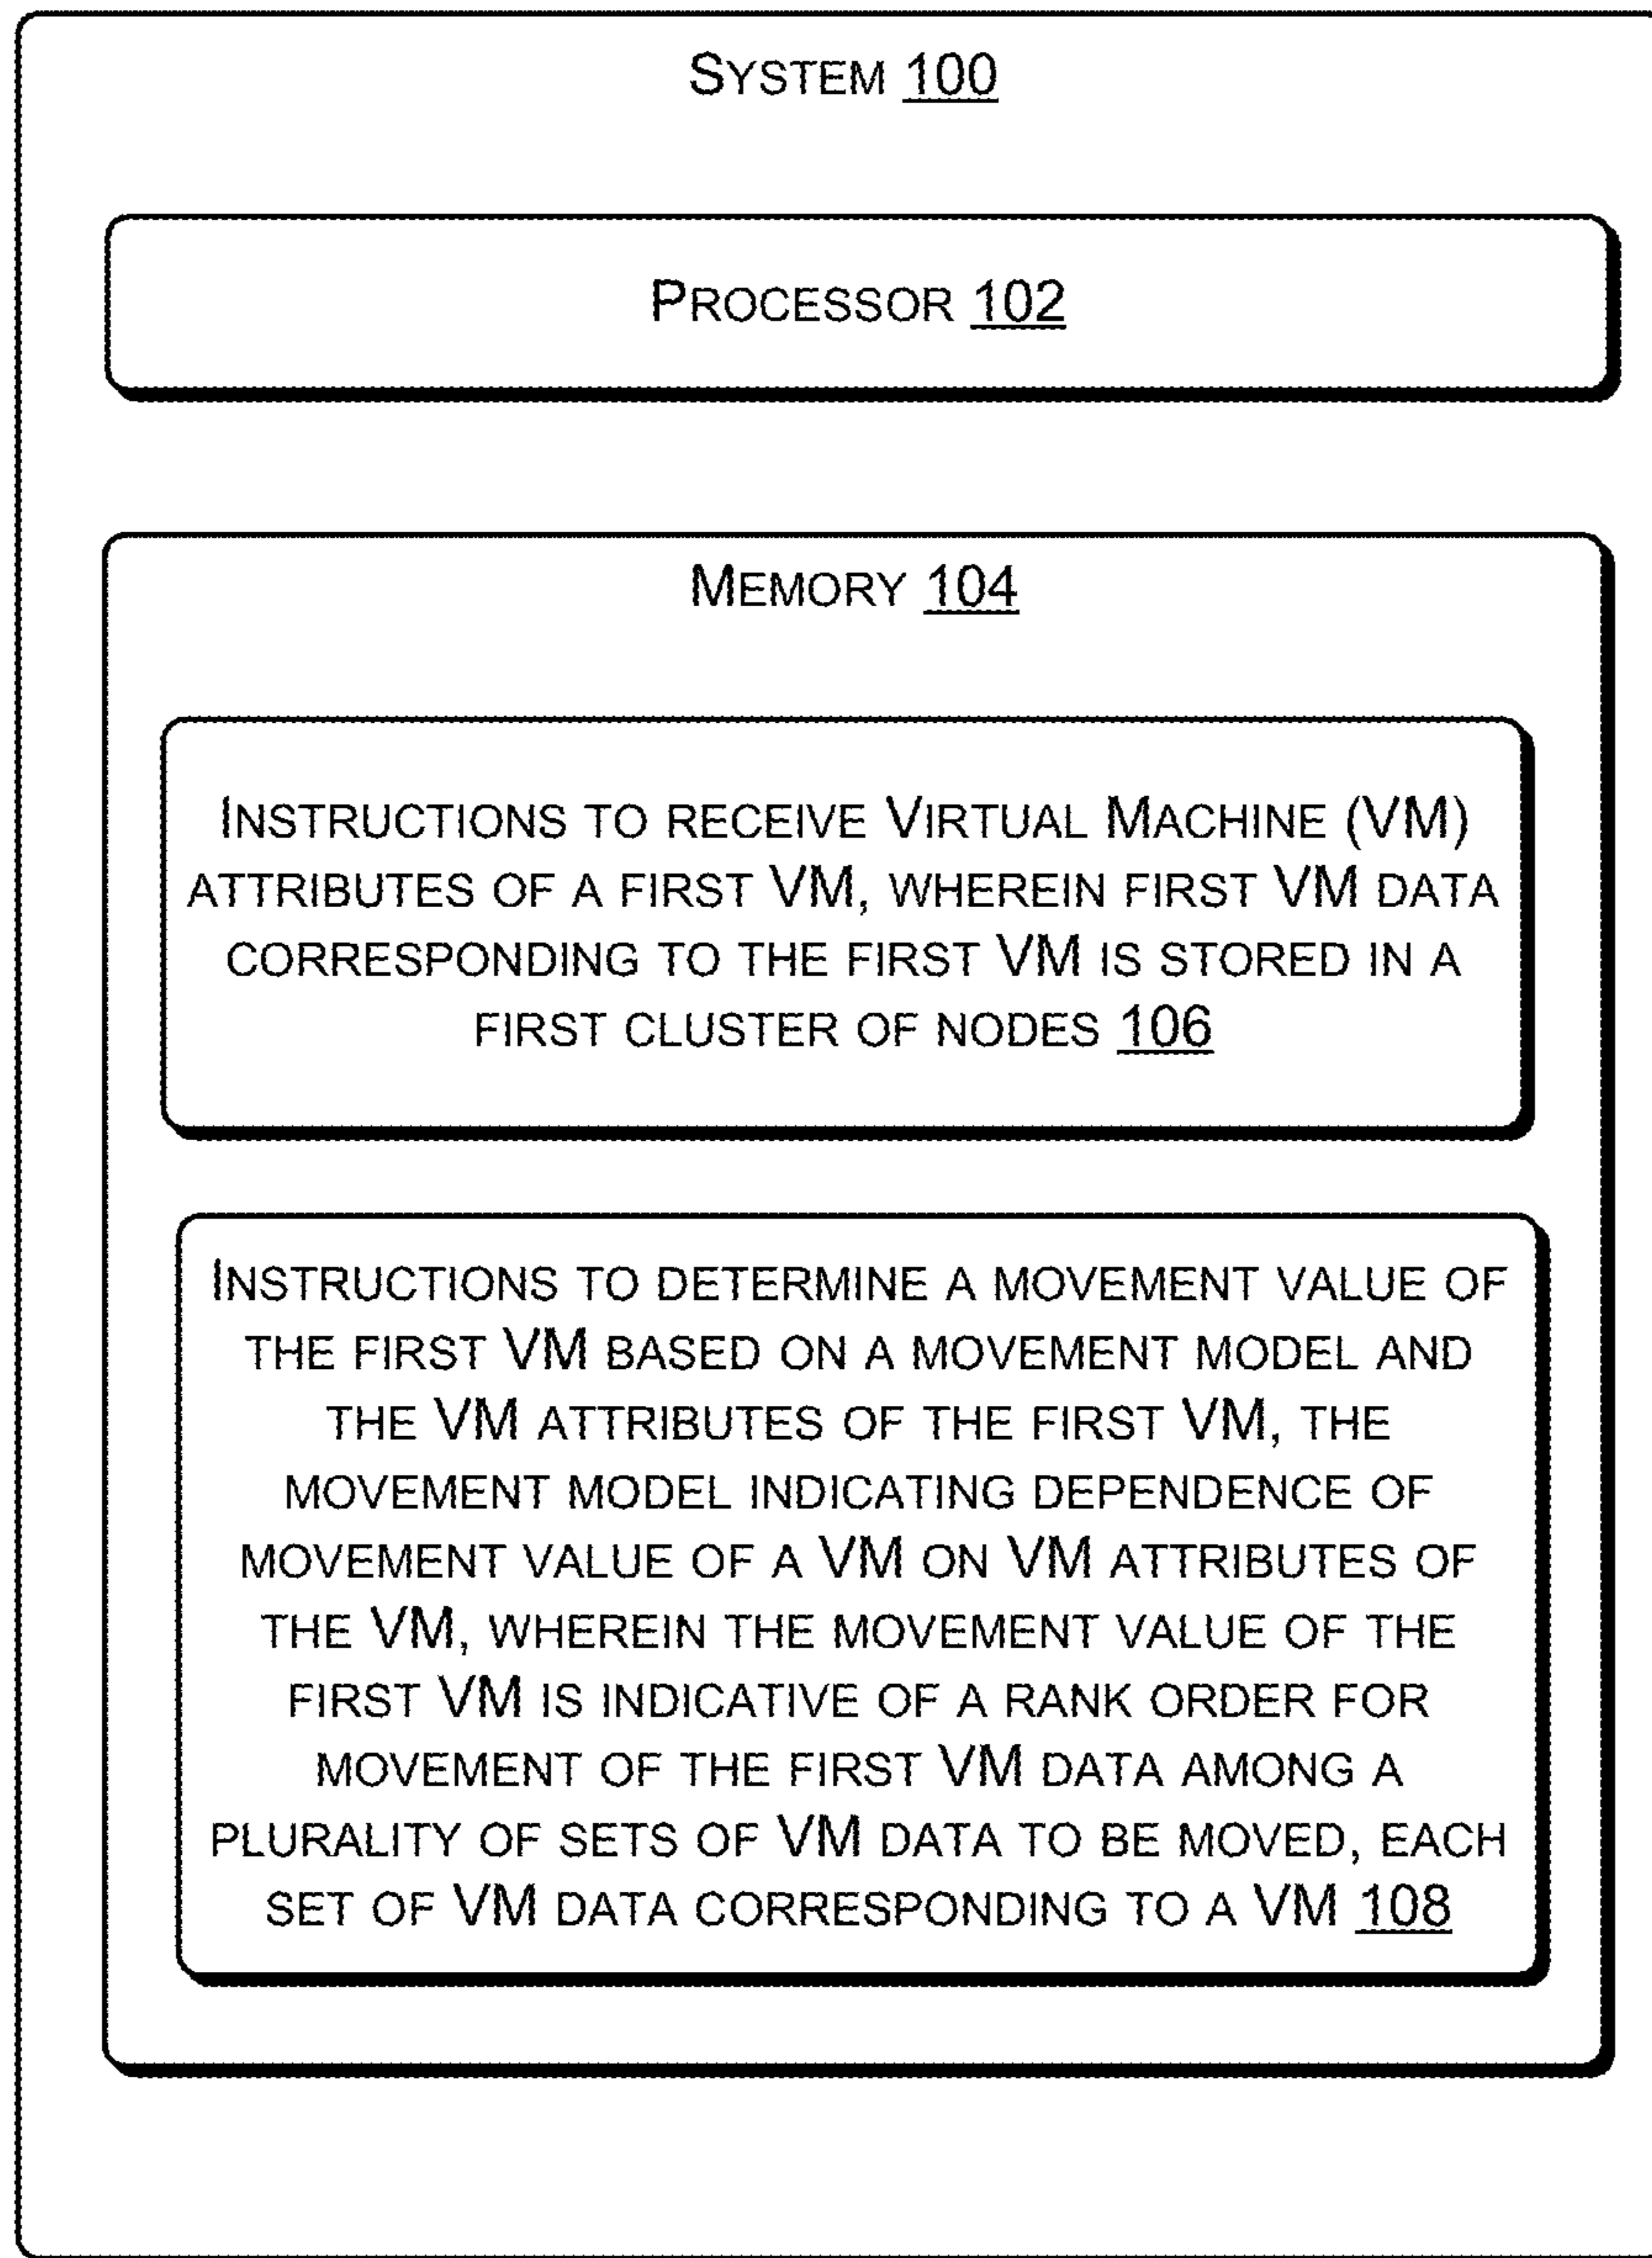 SYSTEM 100
PROCESSOR 102
MEMORY 104
INSTRUCTIONS TO RECEIVE VIRTUAL MACHINE (VM)
ATTRIBUTES OF A FIRST VM, WHEREIN FIRST VM DATA
CORRESPONDING TO THE FIRST VM IS STORED IN A
FIRST CLUSTER OF NODES 106
INSTRUCTIONS TO DETERMINE A MOVEMENT VALUE OF
THE FIRST VM BASED ON A MOVEMENT MODEL AND
THE VM ATTRIBUTES OF THE FIRST VM, THE
MOVEMENT MODEL INDICATING DEPENDENCE OF
MOVEMENT VALUE OF A VM ON VM ATTRIBUTES OF
THE VM, WHEREIN THE MOVEMENT VALUE OF THE
FIRST VM IS INDICATIVE OF A RANK ORDER FOR
MOVEMENT OF THE FIRST VM DATA AMONG A
PLURALITY OF SETS OF VM DATA TO BE MOVED, EACH
SET OF VM DATA CORRESPONDING TO A VM 108